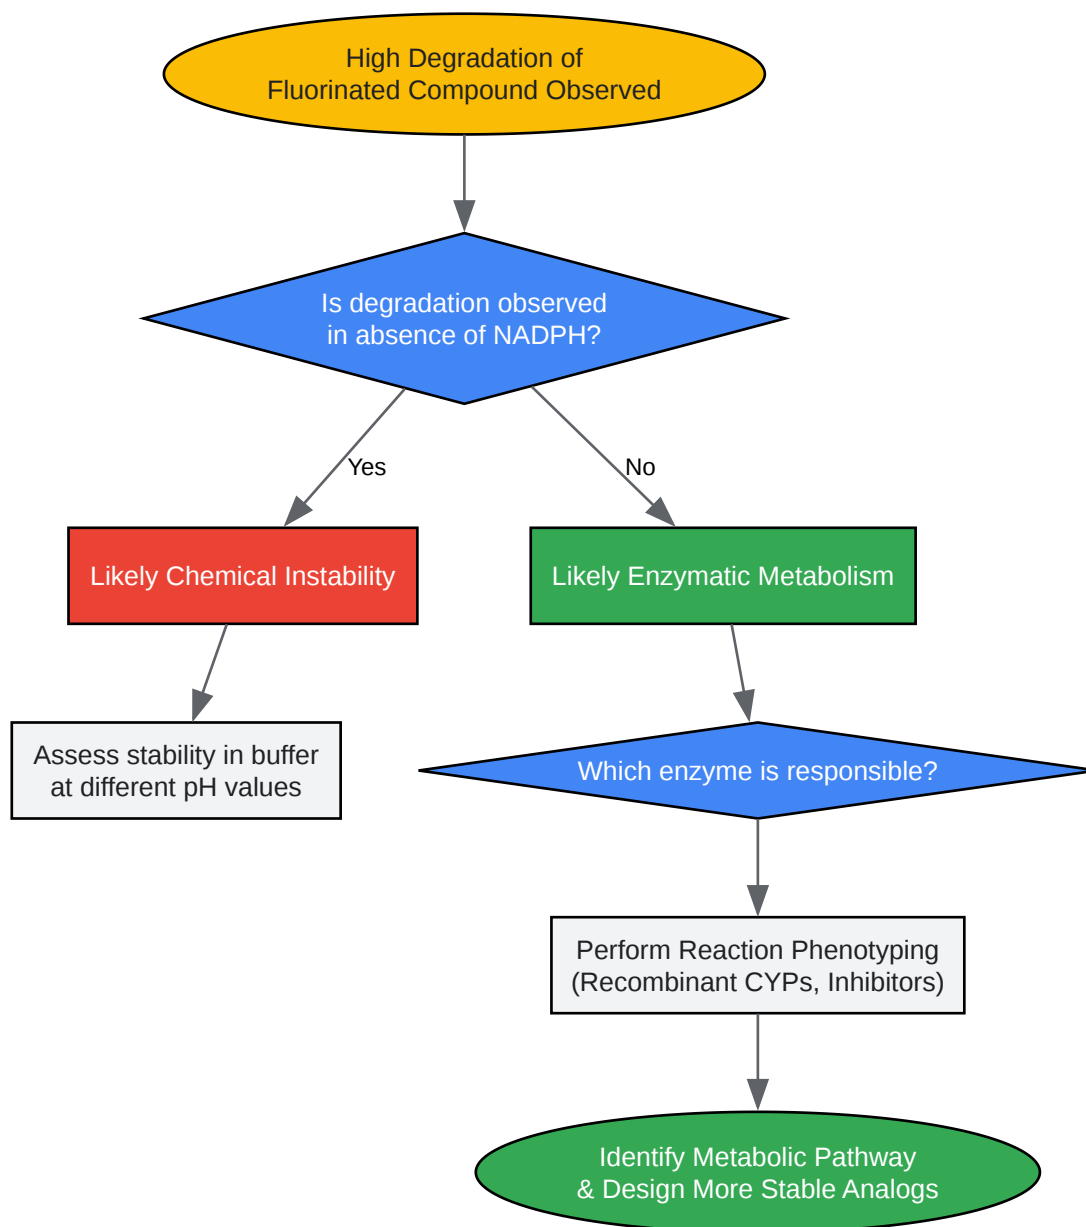 High Degradation of
Fluorinated Compound Observed
Is degradation observed
in absence of NADPH?
Yes
No
Likely Chemical Instability
Likely Enzymatic Metabolism
Assess stability in buffer
at different pH values
Which enzyme is responsible?
Perform Reaction Phenotyping
(Recombinant CYPs, Inhibitors)
Identify Metabolic Pathway
& Design More Stable Analogs